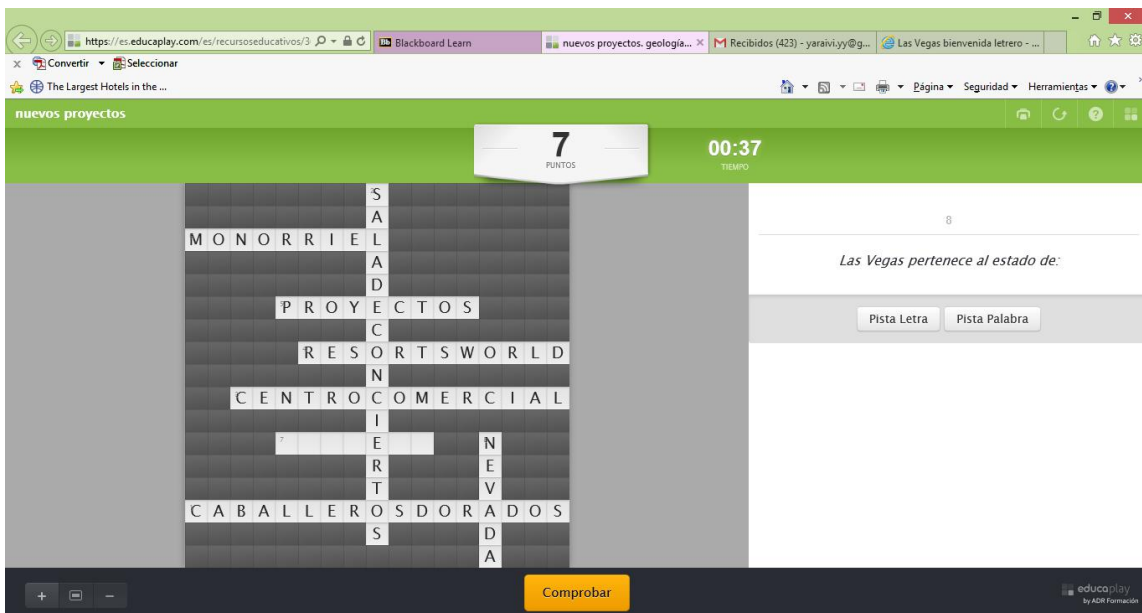 https://es.educaplay.com/es/recursoseducativos/3
Blackboard Learn
nuevos proyectos. geología...
Recibidos (423) - yaraivi.yy@g...
Las Vegas bienvenida letrero - ...
x Convertir Seleccionar
The Largest Hotels in the ...
Página Seguridad Herramientas
nuevos proyectos
7
PUNTOS
00:37
TIEMPO
SALADECONCIERTOS
MONORRIEL
PROYECTOS
RESORTSWORLD
CENTROCOMERCIAL
7
NEVADA
CABALLEROSDORADOS
8
Las Vegas pertenece al estado de:
Pista Letra
Pista Palabra
Comprobar
educaplay
by ADR Formación